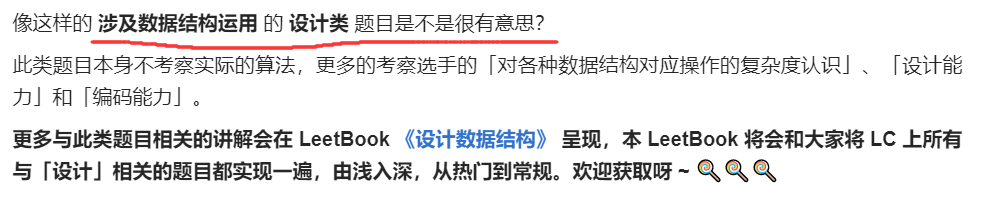 像这样的 涉及数据结构运用 的 设计类 题目是不是很有意思？
此类题目本身不考察实际的算法，更多的考察选手的「对各种数据结构对应操作的复杂度认识」、「设计能
力」和「编码能力」。
更多与此类题目相关的讲解会在 LeetBook 《设计数据结构》 呈现，本 LeetBook 将会和大家将 LC 上所有
与「设计」相关的题目都实现一遍，由浅入深，从热门到常规。欢迎获取呀 ~ 🍭🍭🍭